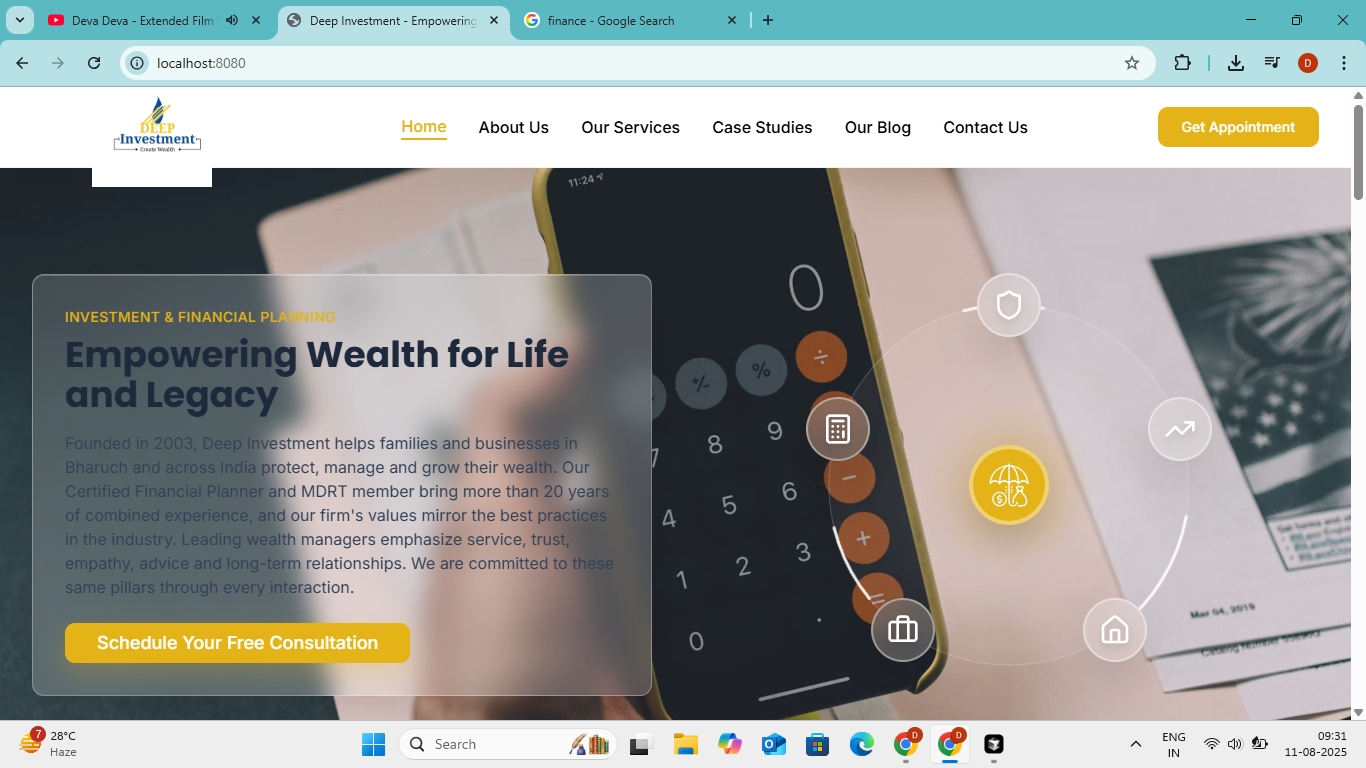 Deva Deva - Extended Film
Deep Investment - Empowering
finance - Google Search
localhost:8080
D
DEEP
Investment
Create Wealth
Home
About Us
Our Services
Case Studies
Our Blog
Contact Us
Get Appointment
11:24
0
INVESTMENT & FINANCIAL PLANNING
Empowering Wealth for Life
and Legacy
Founded in 2003, Deep Investment helps families and businesses in
Bharuch and across India protect, manage and grow their wealth. Our
Certified Financial Planner and MDRT member bring more than 20 years
of combined experience, and our firm's values mirror the best practices
in the industry. Leading wealth managers emphasize service, trust,
empathy, advice and long-term relationships. We are committed to these
same pillars through every interaction.
Schedule Your Free Consultation
+/- % ÷
7 8 9
4 5 6 −
1 2 3 +
0 . =
$
Mar 04, 2019
Catalog Number
7
28°C
Haze
Search
D
D
ENG
IN
09:31
11-08-2025